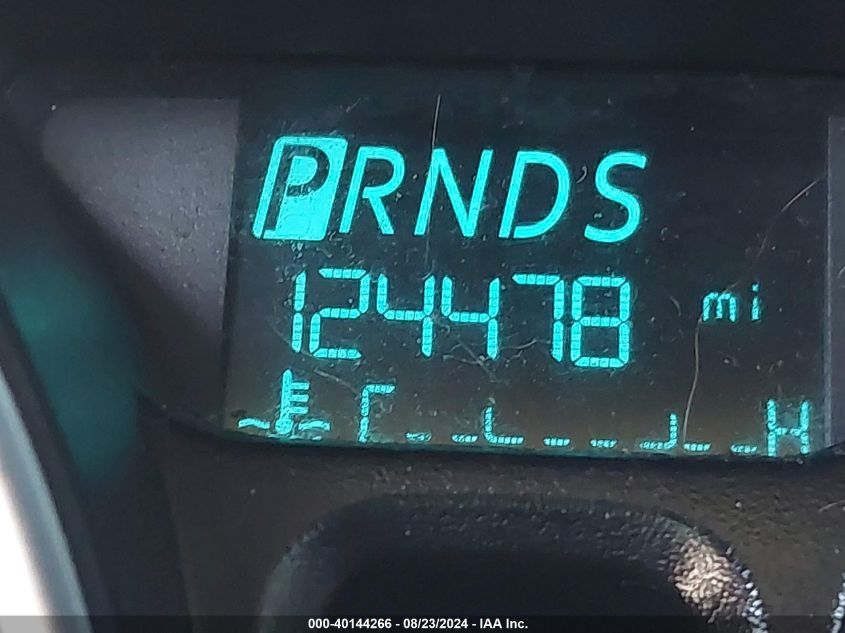 PRNDS
124478 mi
H
000-40144266 - 08/23/2024 - IAA Inc.